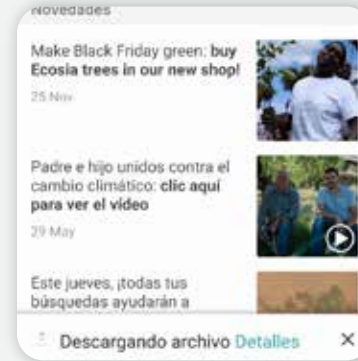 Novedades
Make Black Friday green: buy
Ecosia trees in our new shop!
25 Nov
Padre e hijo unidos contra el
cambio climático: clic aquí
para ver el vídeo
29 May
Este jueves, ¡todas tus
búsquedas ayudarán a
Descargando archivo Detalles